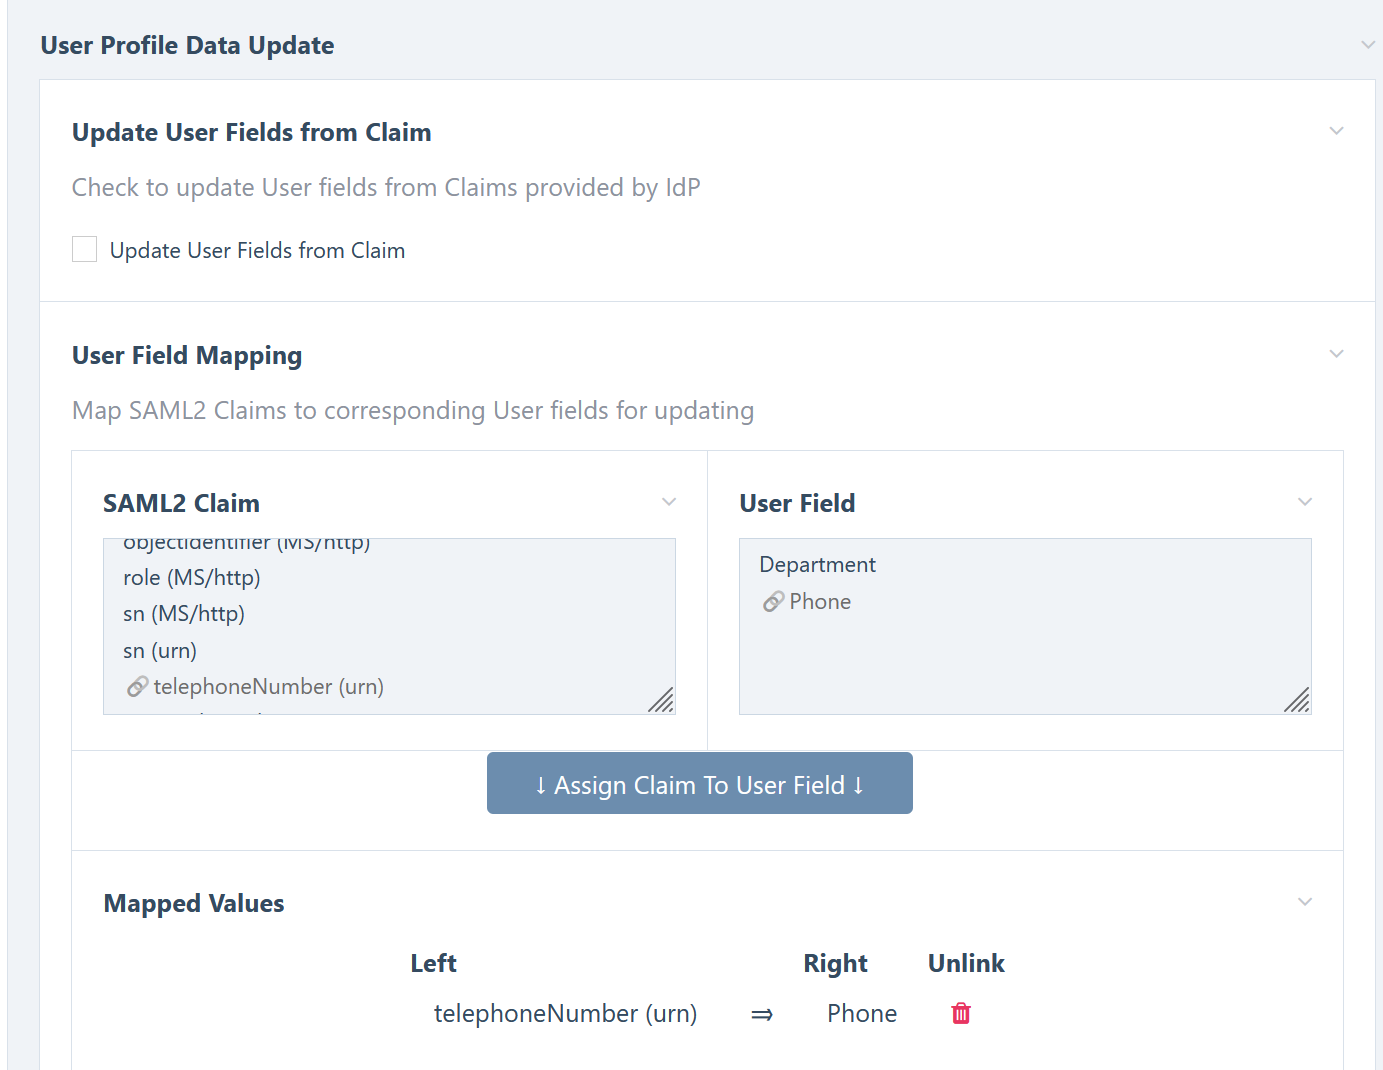 User Profile Data Update
Update User Fields from Claim
Check to update User fields from Claims provided by IdP
Update User Fields from Claim
User Field Mapping
Map SAML2 Claims to corresponding User fields for updating
SAML2 Claim
User Field
objectidentifier (MS/http)
role (MS/http)
sn (MS/http)
sn (urn)
telephoneNumber (urn)
Department
Phone
↓ Assign Claim To User Field ↓
Mapped Values
Left Right Unlink
telephoneNumber (urn) ⇒ Phone